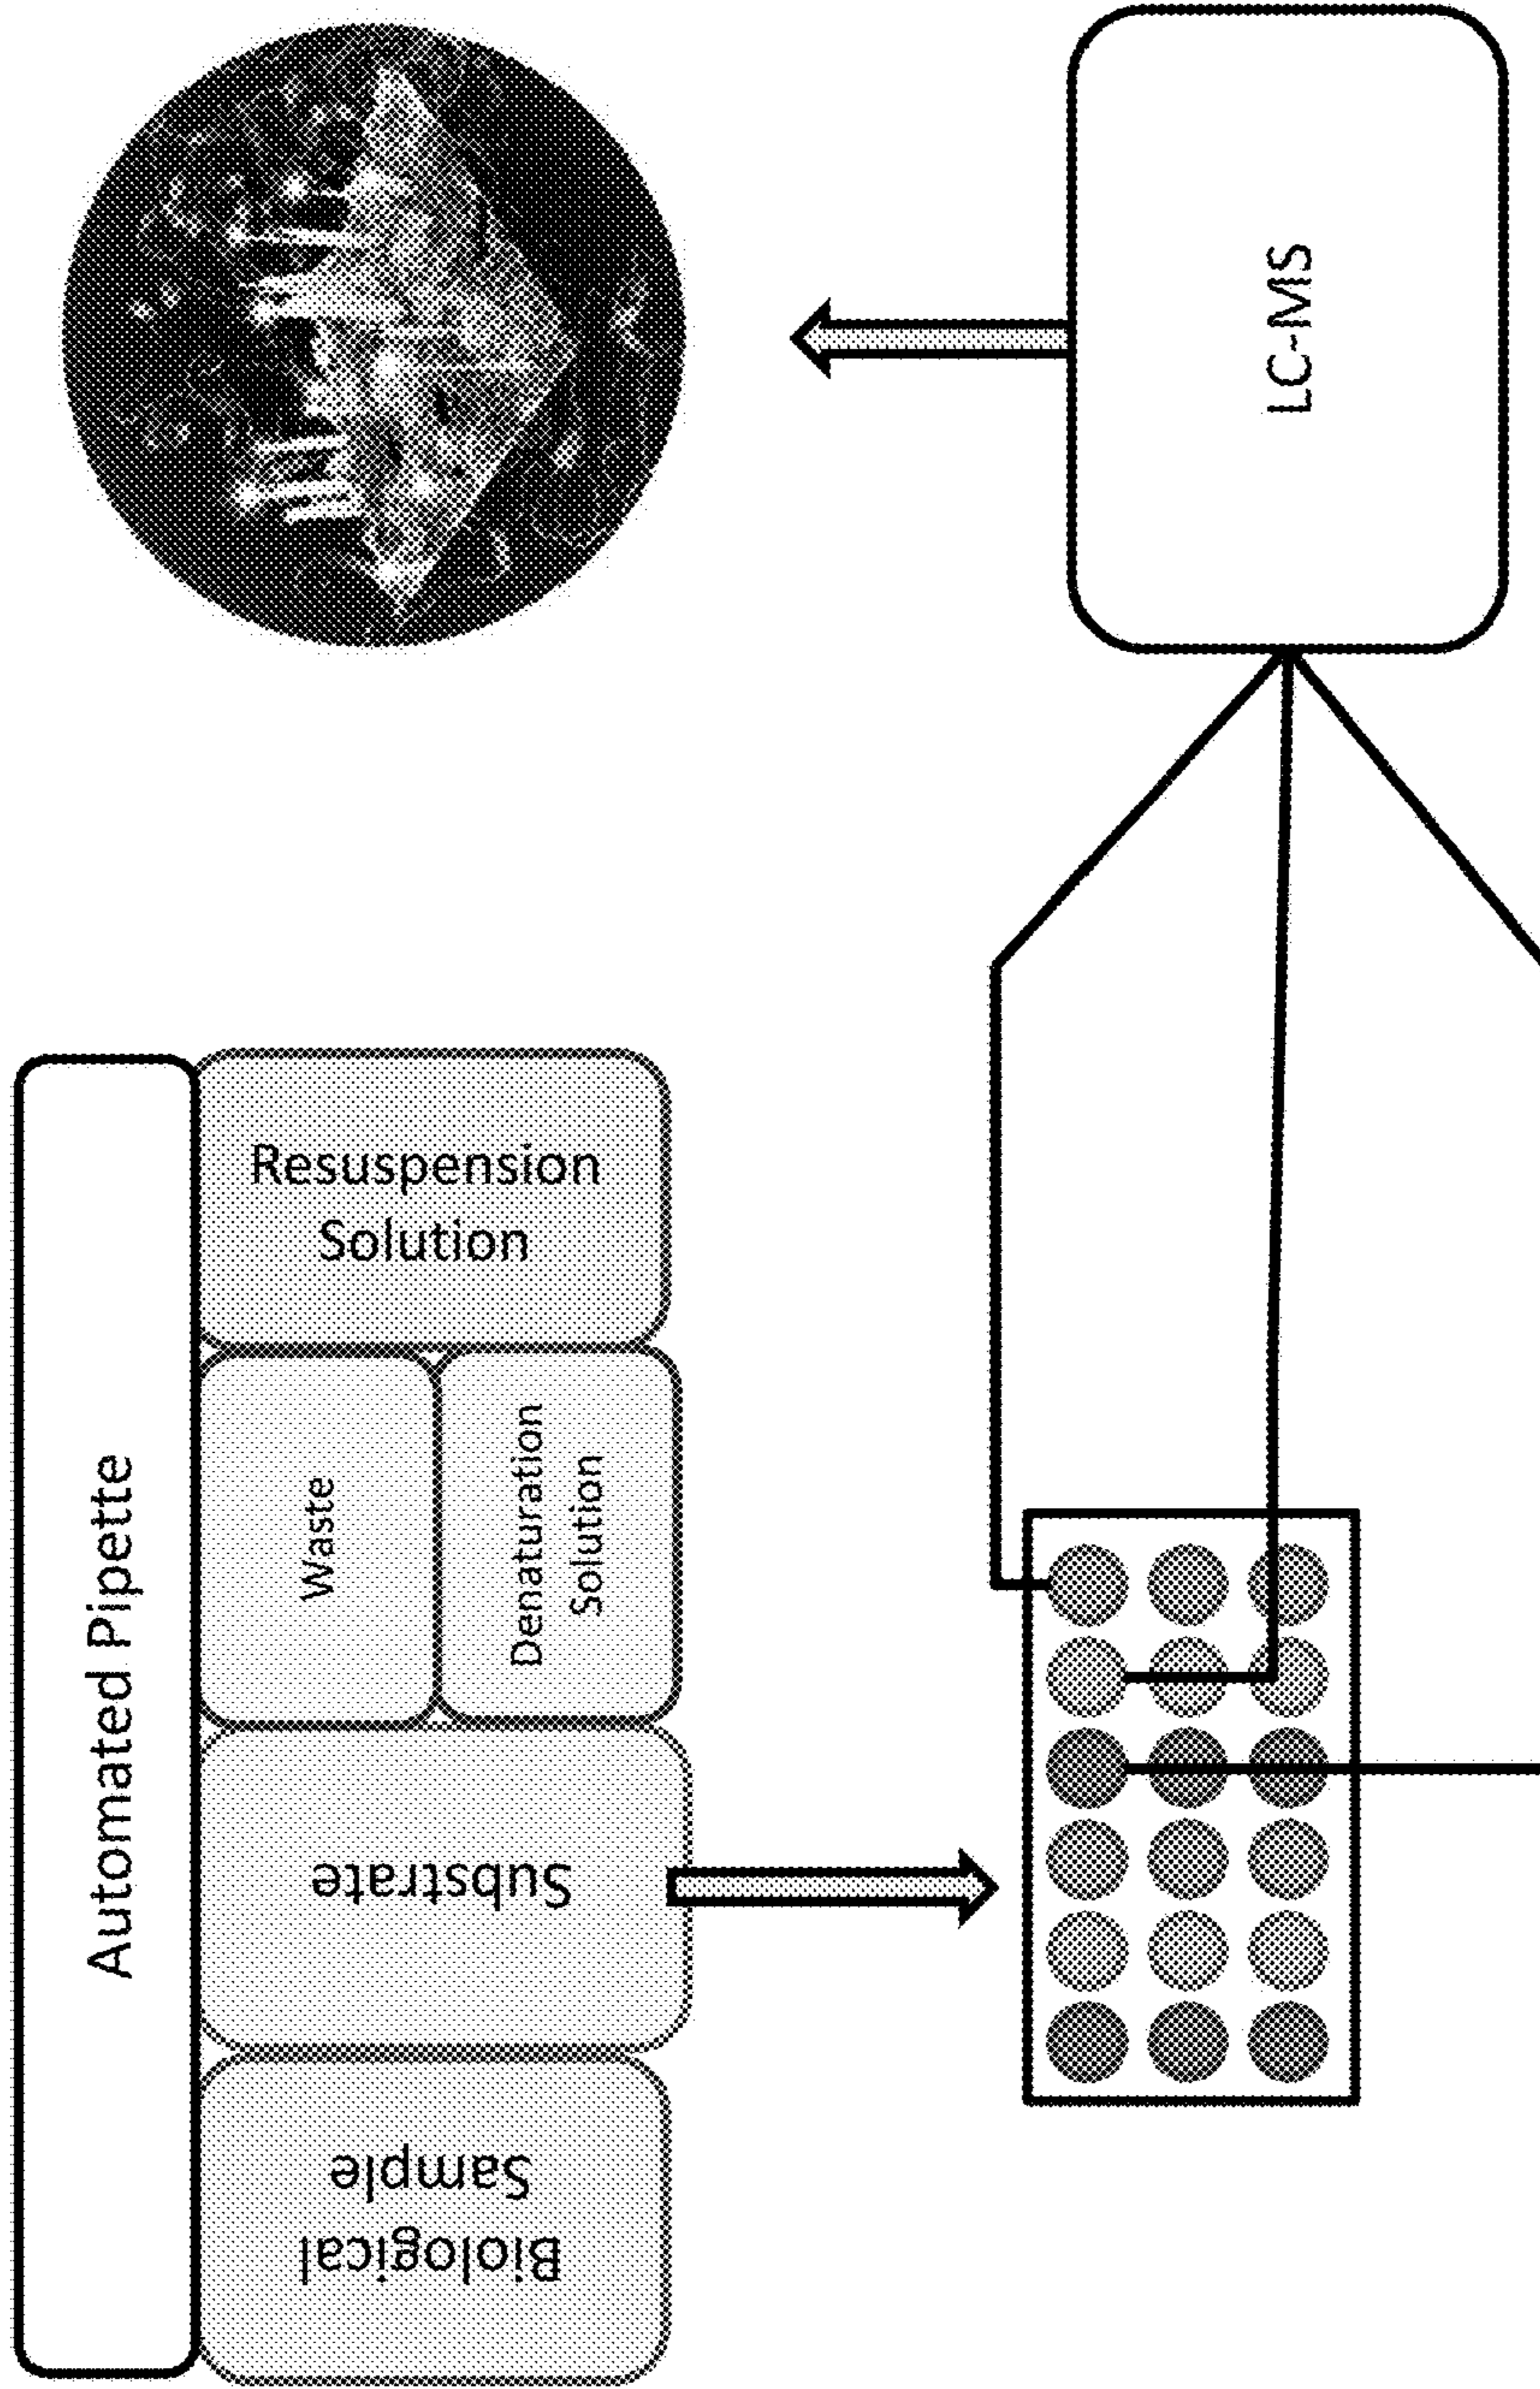 Automated Pipette
Biological
Sample
Substrate
Waste
Denaturation
Solution
Resuspension
Solution
LC-MS